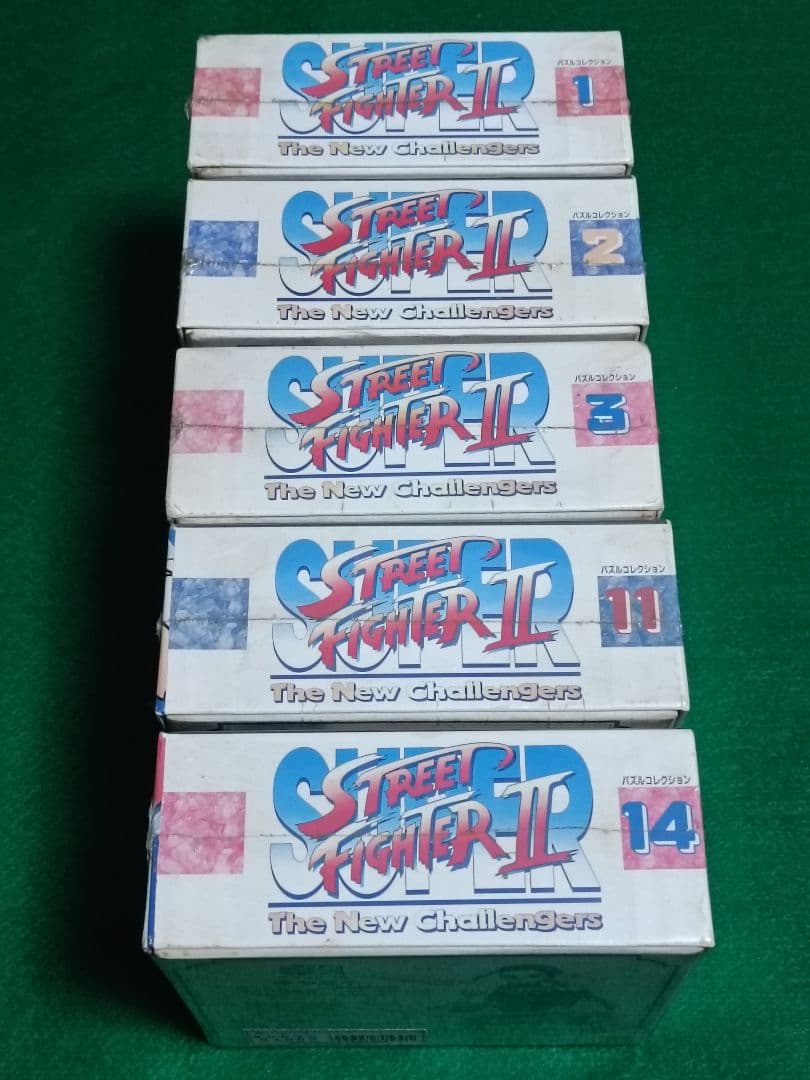 SUPER
STREET
FIGHTER II
The New Challengers
パズルコレクション
1
SUPER
STREET
FIGHTER II
The New Challengers
パズルコレクション
2
SUPER
STREET
FIGHTER II
The New Challengers
パズルコレクション
3
SUPER
STREET
FIGHTER II
The New Challengers
パズルコレクション
11
SUPER
STREET
FIGHTER II
The New Challengers
パズルコレクション
14